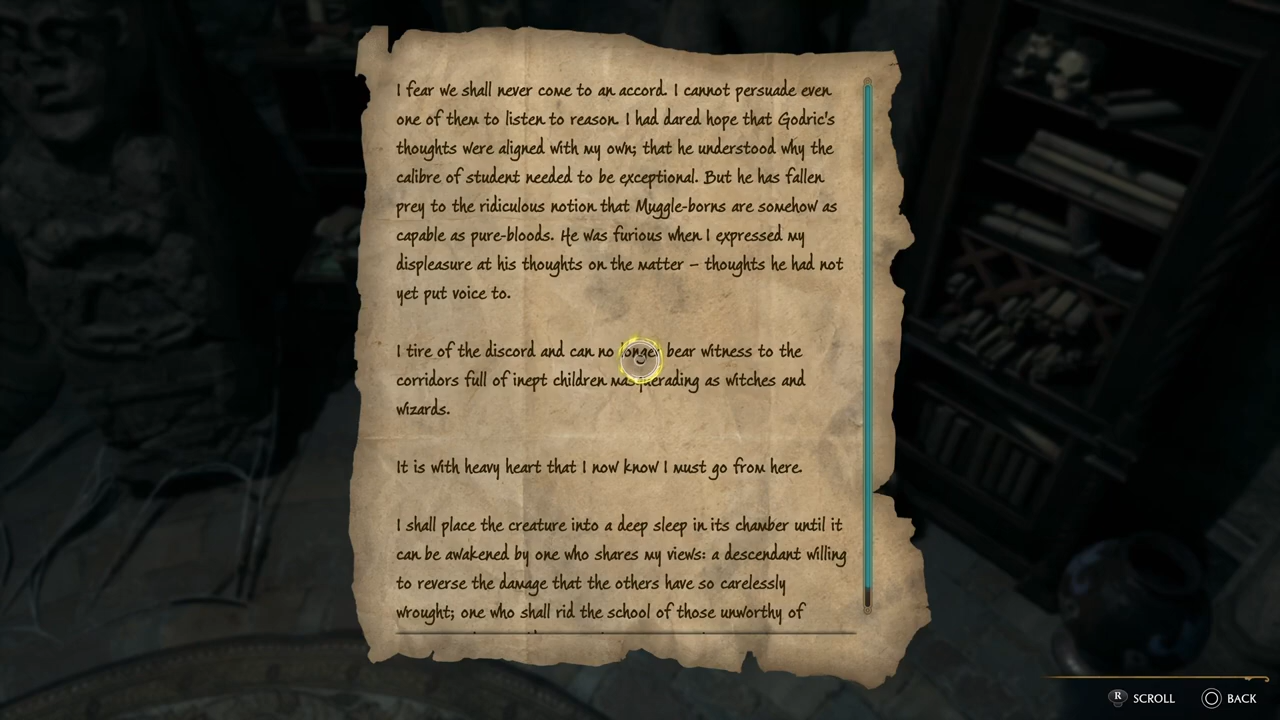 I fear we shall never come to an accord. I cannot persuade even
one of them to listen to reason. I had dared hope that Godric's
thoughts were aligned with my own; that he understood why the
calibre of student needed to be exceptional. But he has fallen
prey to the ridiculous notion that Muggle-borns are somehow as
capable as pure-bloods. He was furious when I expressed my
displeasure at his thoughts on the matter – thoughts he had not
yet put voice to.
I tire of the discord and can no longer bear witness to the
corridors full of inept children masquerading as witches and
wizards.
It is with heavy heart that I now know I must go from here.
I shall place the creature into a deep sleep in its chamber until it
can be awakened by one who shares my views: a descendant willing
to reverse the damage that the others have so carelessly
wrought; one who shall rid the school of those unworthy of
R SCROLL BACK